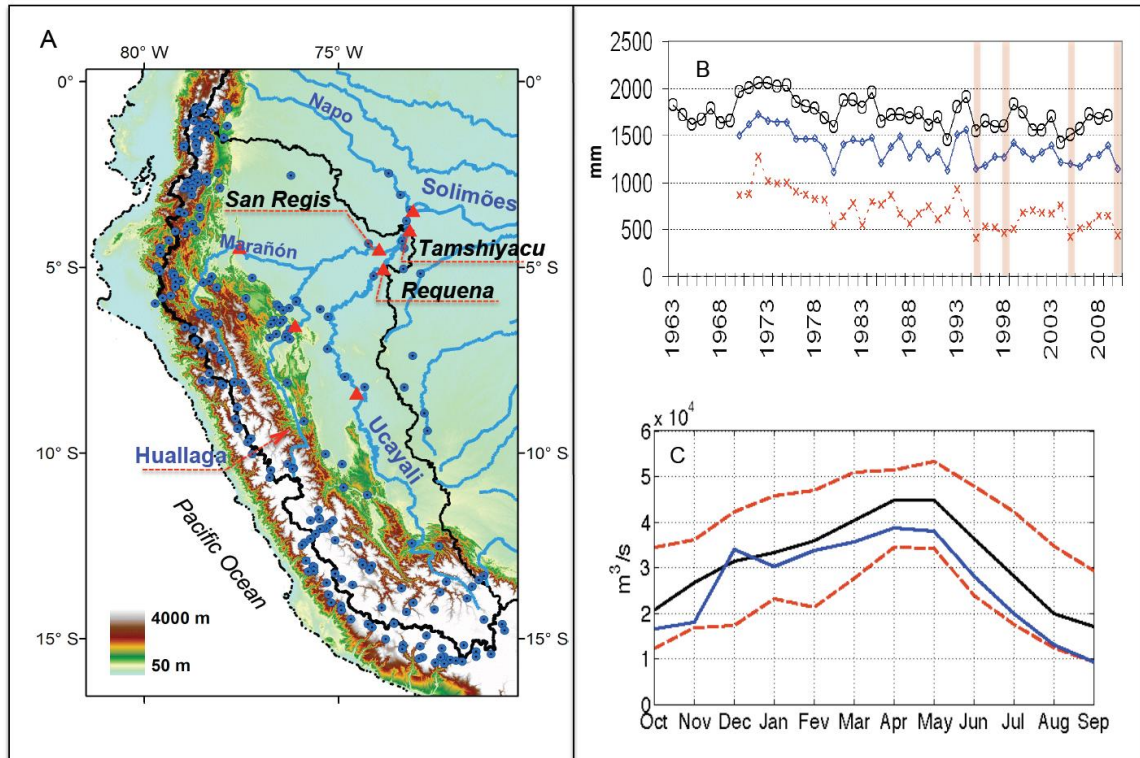 A
80° W
75° W
0°
0°
Napo
Solimões
San Regis
Marañón
Tamshiyacu
5° S
5° S
Requena
Ucayali
10° S
10° S
Huallaga
Pacific Ocean
4000 m
50 m
15° S
15° S
B
2500
2000
1500
1000
500
0
mm
1963
1968
1973
1978
1983
1988
1993
1998
2003
2008
C
x 10⁴
6
5
4
3
2
1
0
m³/s
Oct Nov Dec Jan Fev Mar Apr May Jun Jul Aug Sep